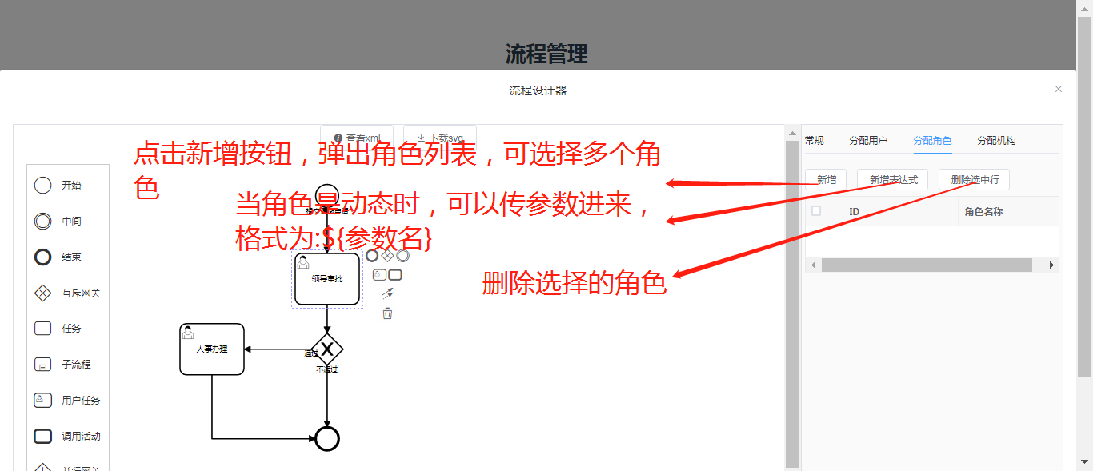 流程管理
流程设计器
×
查看xml
下载svg
点击新增按钮，弹出角色列表，可选择多个角
色
当角色是动态时，可以传参数进来，
格式为:${参数名}
删除选择的角色
开始
中间
结束
互斥网关
任务
子流程
用户任务
调用活动
领导审批
通过
不通过
人事办理
常规
分配用户
分配角色
分配机构
新增
新增表达式
删除选中行
ID
角色名称